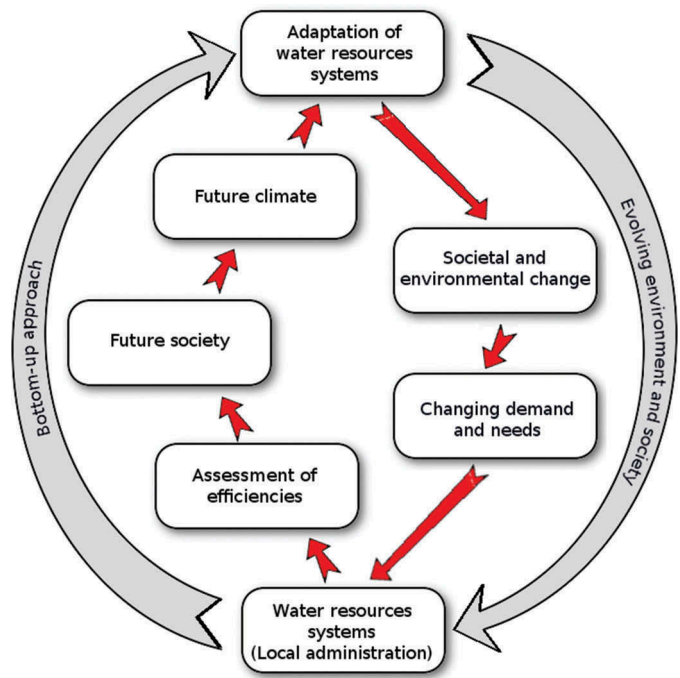 Adaptation of
water resources
systems
Future climate
Societal and
environmental change
Future society
Changing demand
and needs
Assessment of
efficiencies
Water resources
systems
(Local administration)
Bottom-up approach
Evolving environment and society